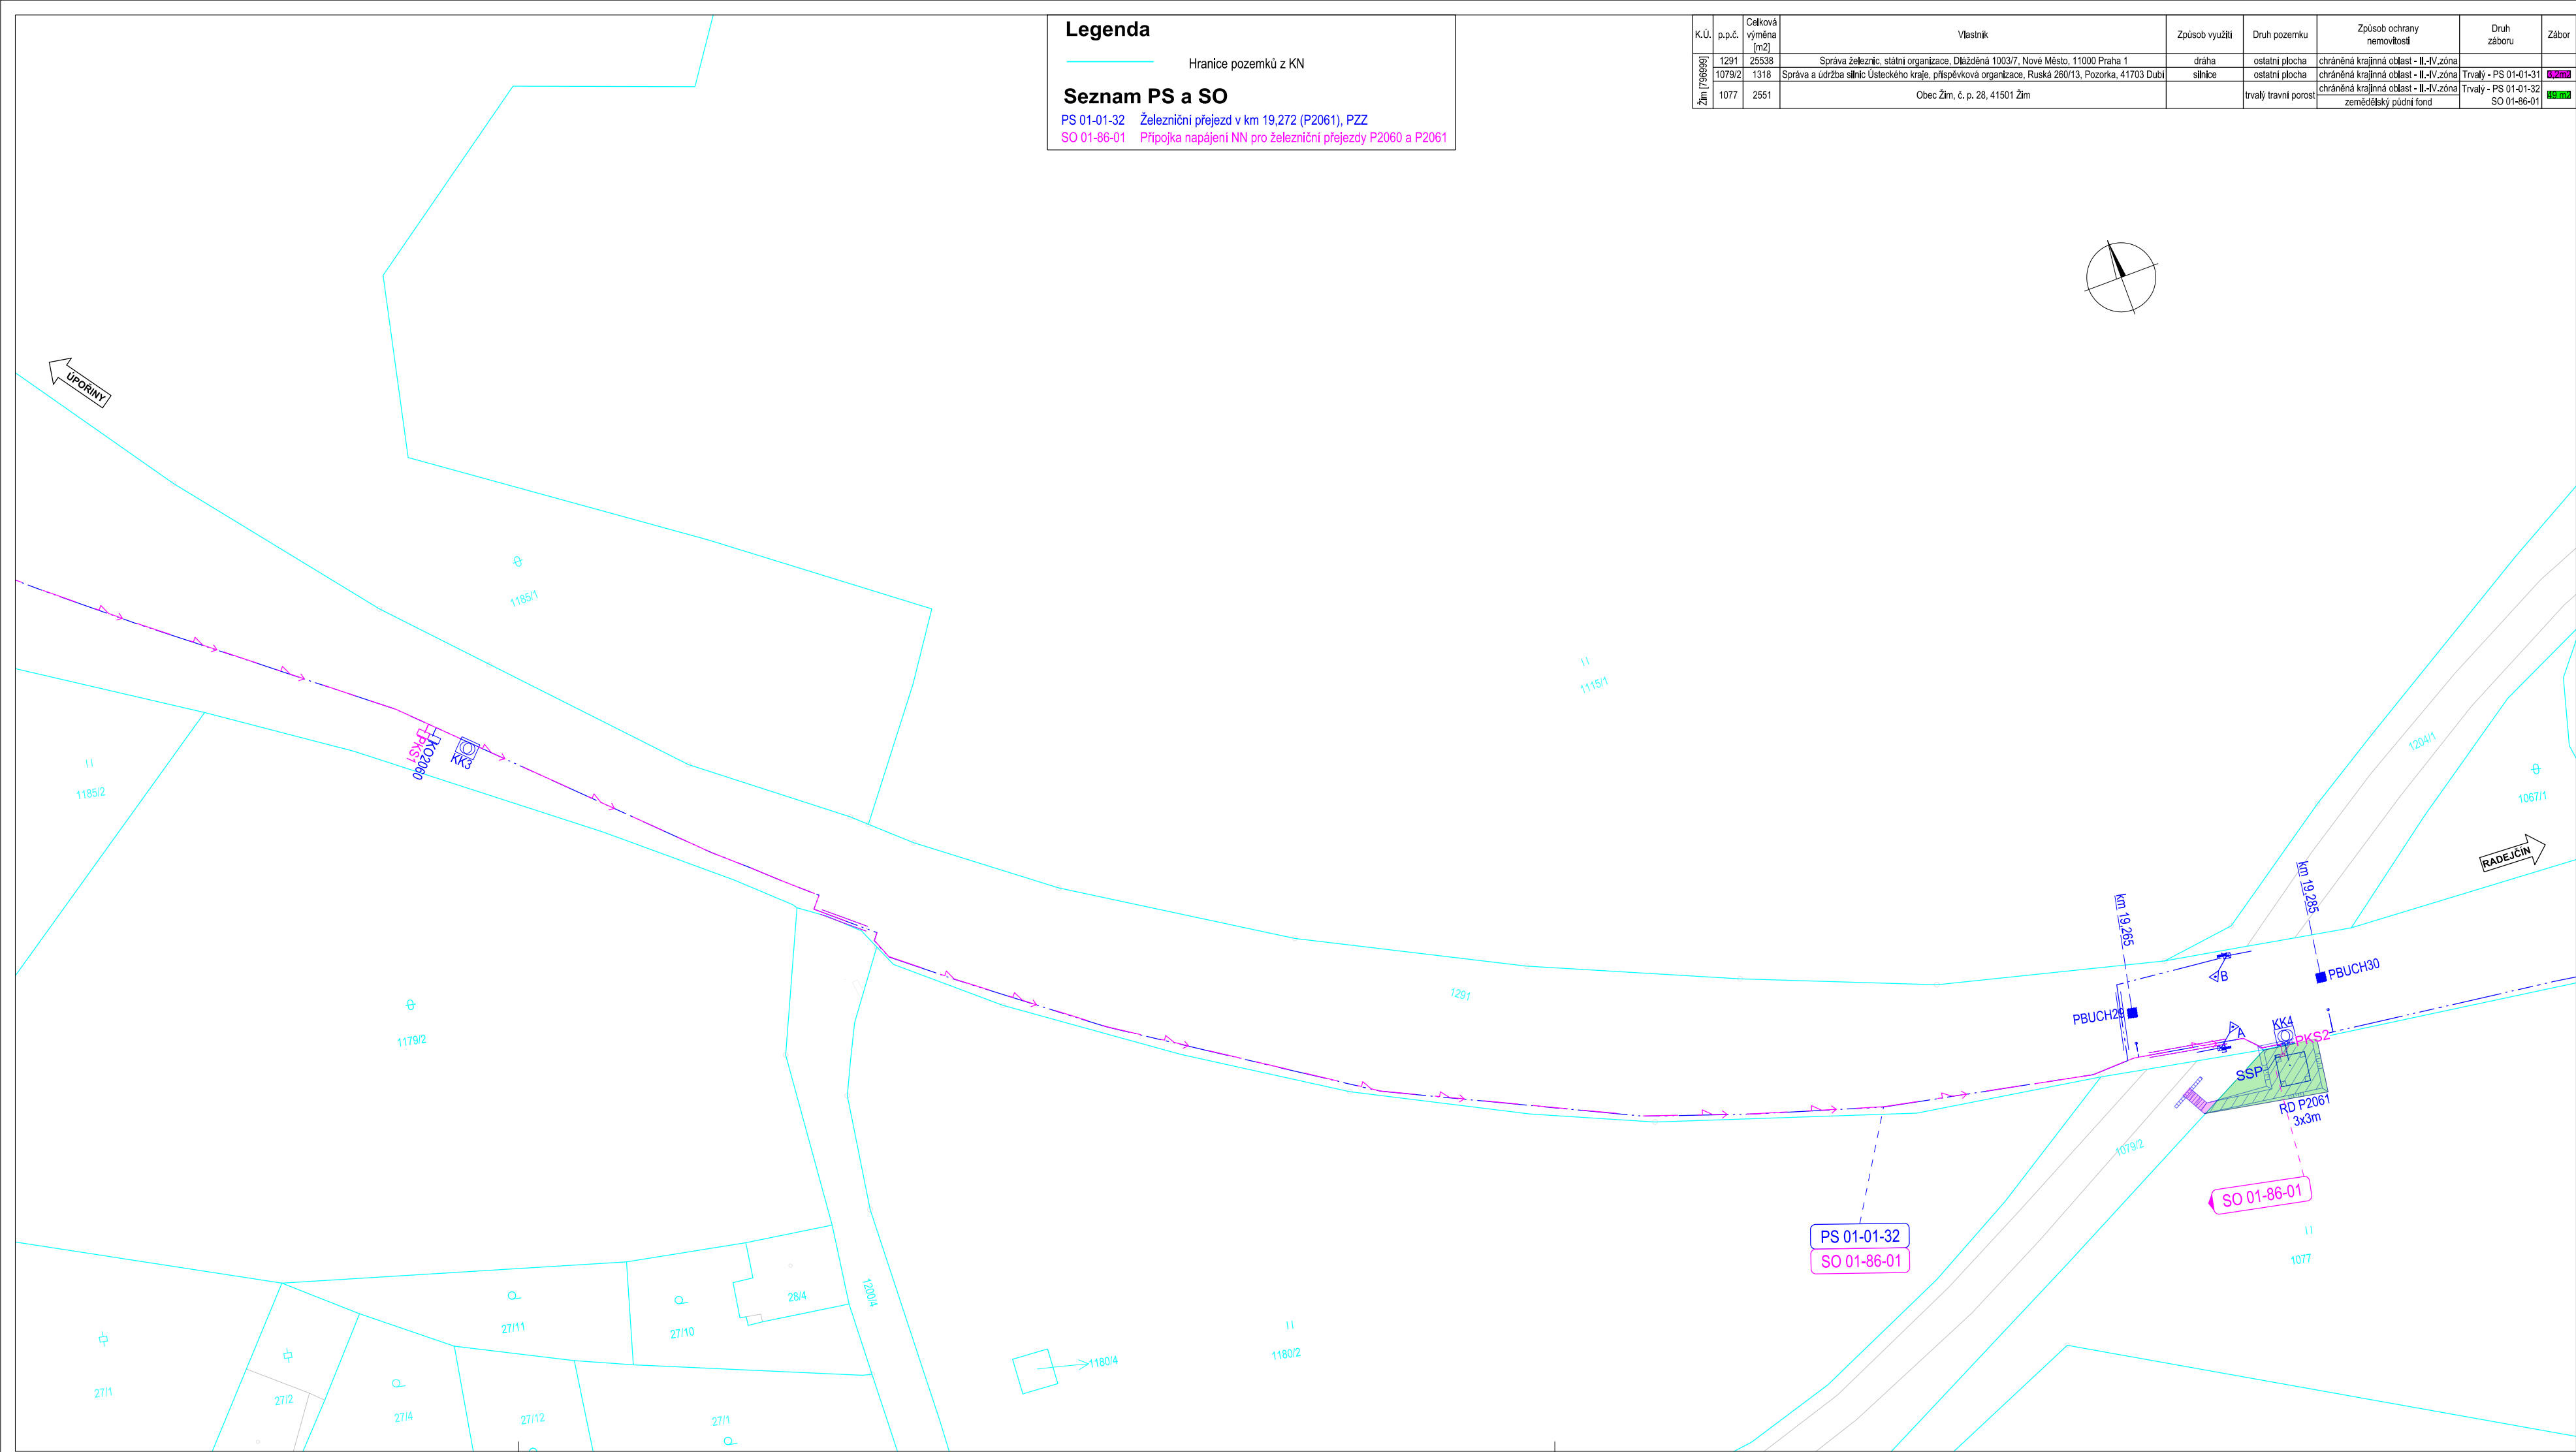 Legenda
Hranice pozemků z KN
Seznam PS a SO
PS 01-01-32 Železniční přejezd v km 19,272 (P2061), PZZ
SO 01-86-01 Přípojka napájení NN pro železniční přejezdy P2060 a P2061
K.Ú. p.p.č. Celková výměna [m2] Vlastník Způsob využití Druh pozemku Způsob ochrany nemovitosti Druh záboru Zábor
Žim [796999]
1291 25538 Správa železnic, státní organizace, Dlážděná 1003/7, Nové Město, 11000 Praha 1 dráha ostatní plocha chráněná krajinná oblast - II.-IV.zóna
1079/2 1318 Správa a údržba silnic Ústeckého kraje, příspěvková organizace, Ruská 260/13, Pozorka, 41703 Dubí silnice ostatní plocha chráněná krajinná oblast - II.-IV.zóna Trvalý - PS 01-01-31
1077 2551 Obec Žim, č. p. 28, 41501 Žim trvalý travní porost chráněná krajinná oblast - II.-IV.zóna Trvalý - PS 01-01-32 49 m2
zemědělský půdní fond SO 01-86-01
ÚPOŘINY
1185/1
1115/1
1204/1
1185/2
PKS1
KO2060
KK3
1067/1
RADEJČÍN
km 19,265
km 19,285
B
PBUCH30
1291
PBUCH29
A
KK4
PKS2
1179/2
SSP
RD P2061
3x3m
1079/2
SO 01-86-01
PS 01-01-32
SO 01-86-01
1077
1200/4
28/4
27/11
27/10
1180/4
1180/2
27/1
27/2
27/4
27/12
27/1